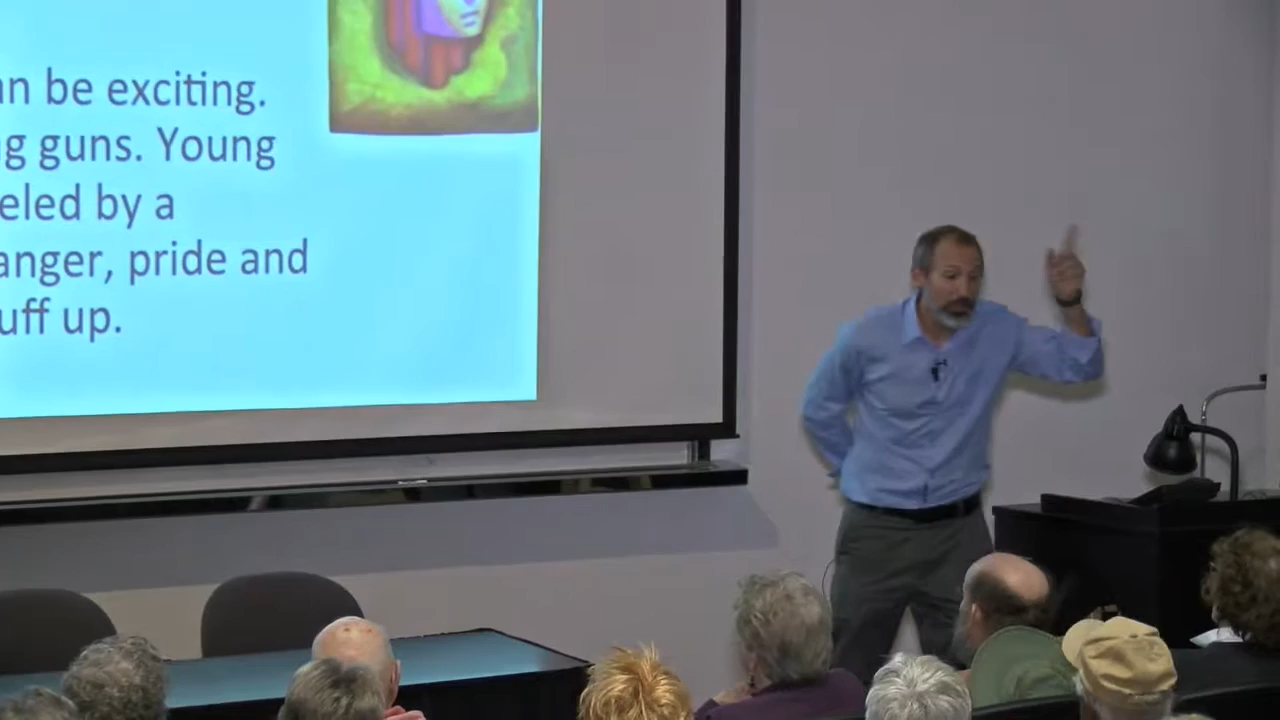 an be exciting.
g guns. Young
eled by a
anger, pride and
uff up.